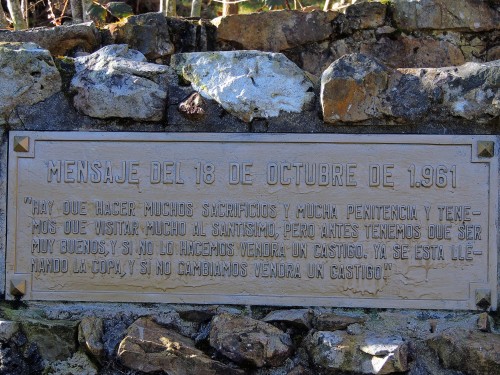 MENSAJE DEL 18 DE OCTUBRE DE 1.961
"HAY QUE HACER MUCHOS SACRIFICIOS Y MUCHA PENITENCIA Y TENE-
MOS QUE VISITAR MUCHO AL SANTISIMO, PERO ANTES TENEMOS QUE SER
MUY BUENOS, Y SI NO LO HACEMOS VENDRA UN CASTIGO. YA SE ESTA LLE-
NANDO LA COPA, Y SI NO CAMBIAMOS VENDRA UN CASTIGO."